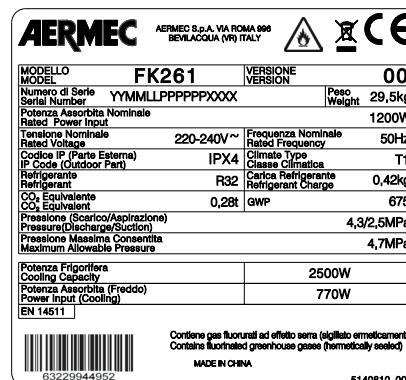 AERMEC AERMEC S.p.A. VIA ROMA 996
BEVILACQUA (VR) ITALY
MODELLO
MODEL FK261 VERSIONE
VERSION 00
Numero di Serie
Serial Number YYMMLLPPPPPPXXXX Peso
Weight 29,5kg
Potenza Assorbita Nominale
Rated Power Input 1200W
Tensione Nominale
Rated Voltage 220-240V~ Frequenza Nominale
Rated Frequency 50Hz
Codice IP (Parte Esterna)
IP Code (Outdoor Part) IPX4 Climate Type
Classe Climatica T1
Refrigerante
Refrigerant R32 Carica Refrigerante
Refrigerant Charge 0,42kg
CO₂ Equivalente
CO₂ Equivalent 0,28t GWP 675
Pressione (Scarico/Aspirazione)
Pressure(Discharge/Suction) 4,3/2,5MPa
Pressione Massima Consentita
Maximum Allowable Pressure 4,7MPa
Potenza Frigorifera
Cooling Capacity 2500W
Potenza Assorbita (Freddo)
Power Input (Cooling) 770W
EN 14511
Contiene gas fluorurati ad effetto serra (sigillato ermeticament
Contains fluorinated greenhouse gases (hermetically sealed)
MADE IN CHINA
63229944952